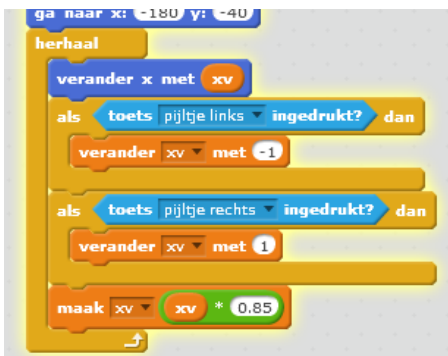 ga naar x: -180 y: -40
herhaal
verander x met xv
als toets pijltje links ingedrukt? dan
verander xv met -1
als toets pijltje rechts ingedrukt? dan
verander xv met 1
maak xv xv * 0.85